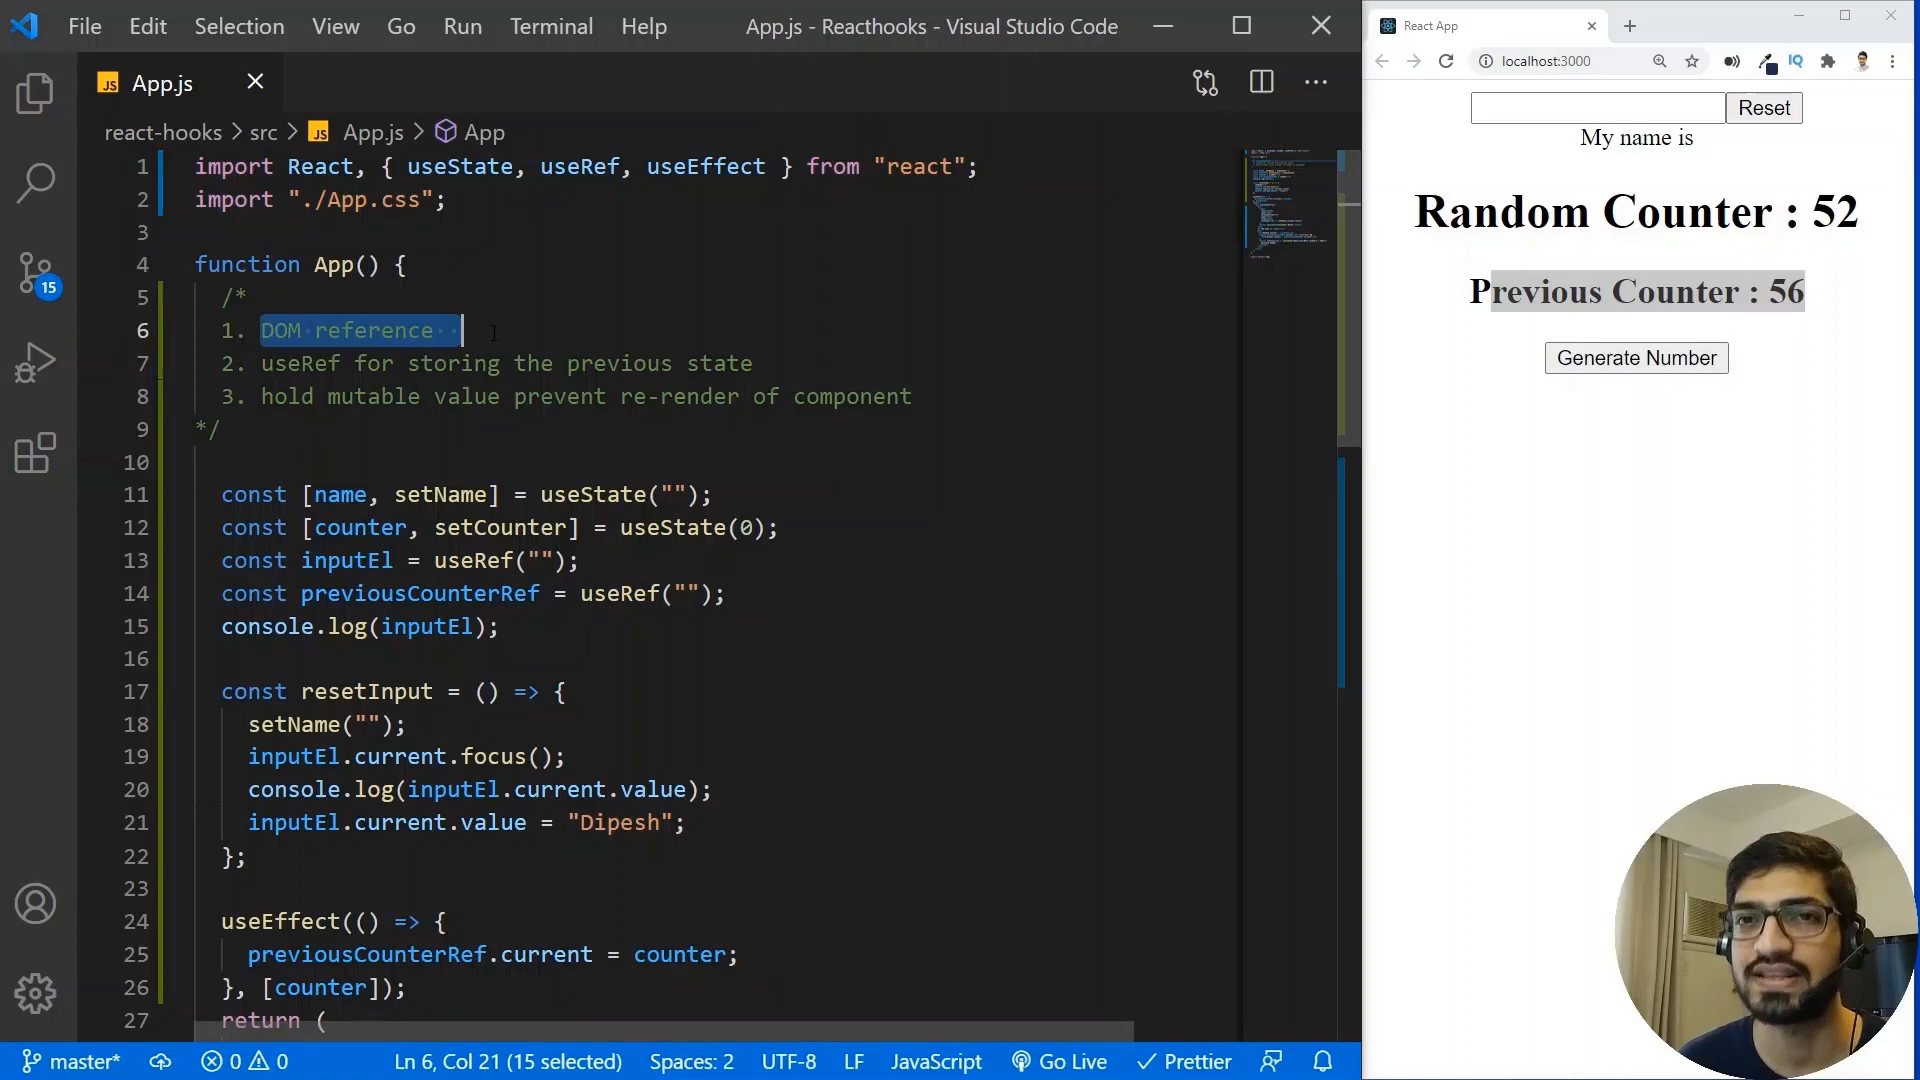 File Edit Selection View Go Run Terminal Help App.js - Reacthooks - Visual Studio Code
JS App.js
react-hooks > src > JS App.js > App
1 import React, { useState, useRef, useEffect } from "react";
2 import "./App.css";
3
4 function App() {
5 /*
6 1. DOM reference
7 2. useRef for storing the previous state
8 3. hold mutable value prevent re-render of component
9 */
10
11 const [name, setName] = useState("");
12 const [counter, setCounter] = useState(0);
13 const inputEl = useRef("");
14 const previousCounterRef = useRef("");
15 console.log(inputEl);
16
17 const resetInput = () => {
18 setName("");
19 inputEl.current.focus();
20 console.log(inputEl.current.value);
21 inputEl.current.value = "Dipesh";
22 };
23
24 useEffect(() => {
25 previousCounterRef.current = counter;
26 }, [counter]);
27 return (
15
master* 0 0 Ln 6, Col 21 (15 selected) Spaces: 2 UTF-8 LF JavaScript Go Live Prettier
React App
localhost:3000 IQ
Reset
My name is
Random Counter : 52
Previous Counter : 56
Generate Number